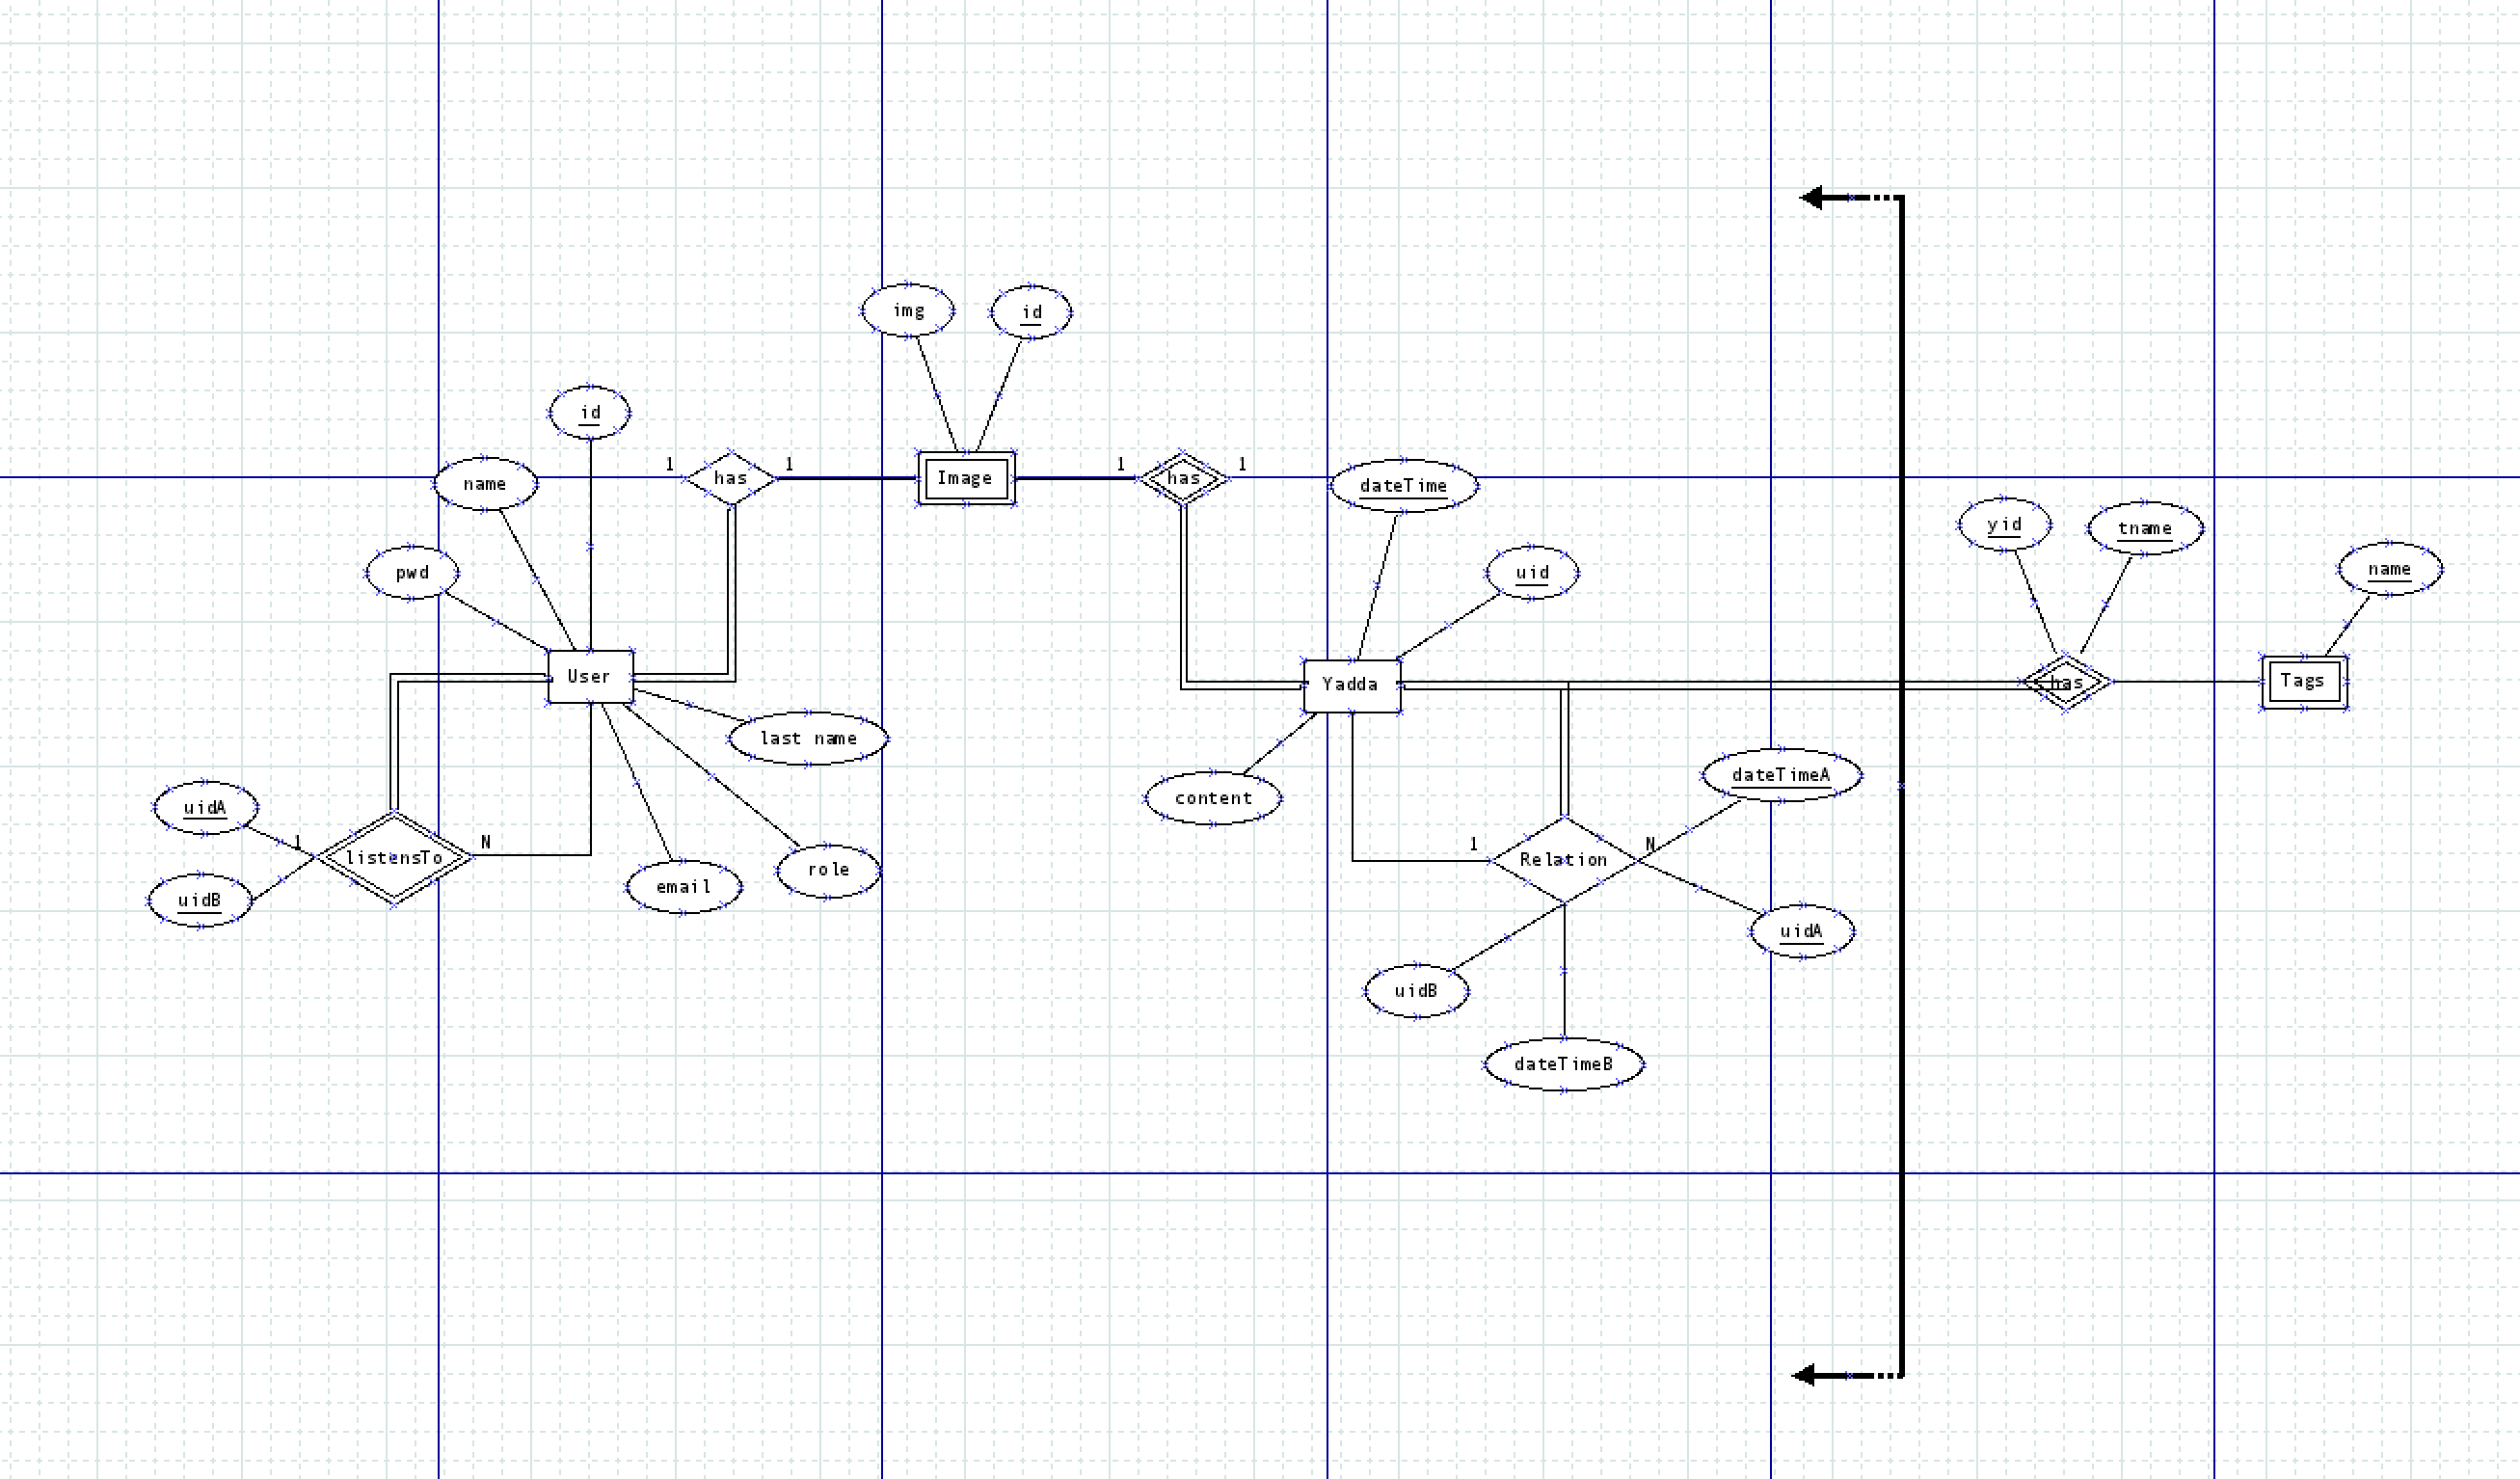 img
id
id
name
1
has
1
Image
1
has
1
dateTime
pwd
uid
yid
tname
name
User
Yadda
has
Tags
last name
content
dateTimeA
uidA
1
listensTo
N
uidB
email
role
1
Relation
N
uidA
uidB
dateTimeB